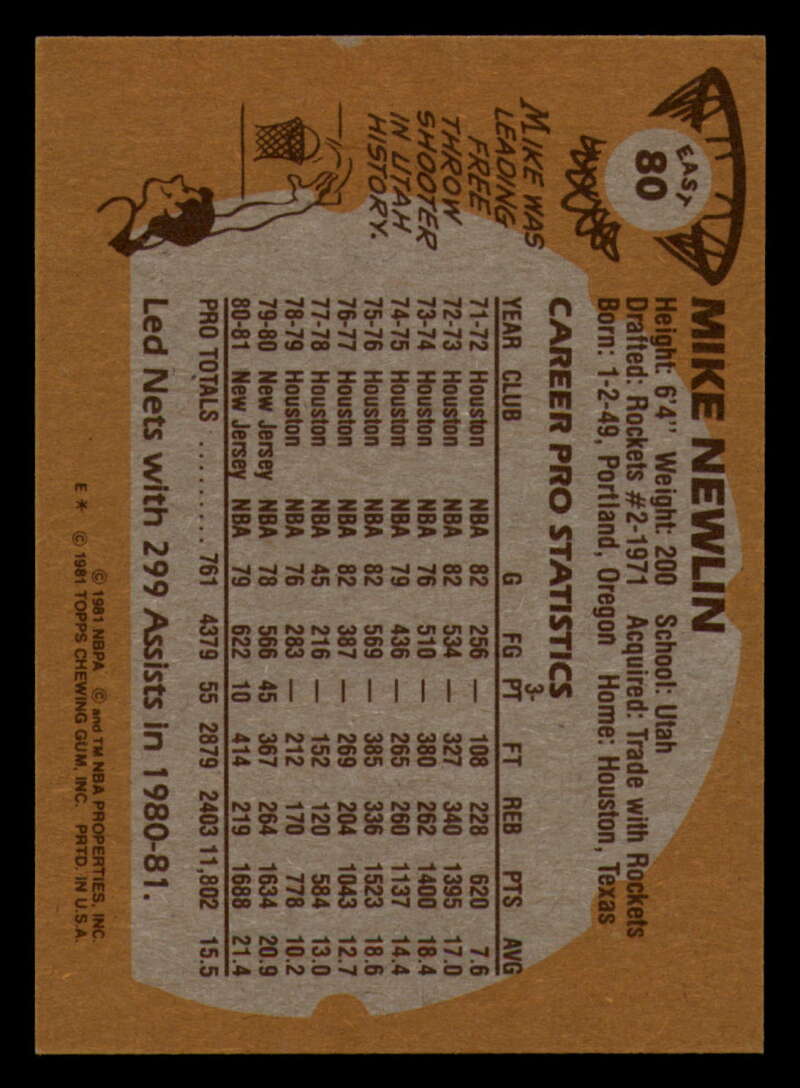 EASY
80
MIKE NEWLIN
Height: 6'4" Weight: 200 School: Utah
Drafted: Rockets #2-1971 Acquired: Trade with Rockets
Born: 1-2-49, Portland, Oregon Home: Houston, Texas
MIKE WAS
LEADING
FREE
THROW
SHOOTER
IN UTAH
HISTORY.
CAREER PRO STATISTICS
YEAR CLUB G FG 3-PT FT REB PTS AVG
71-72 Houston NBA 82 256 — 108 228 620 7.6
72-73 Houston NBA 82 534 — 327 340 1395 17.0
73-74 Houston NBA 76 510 — 380 262 1400 18.4
74-75 Houston NBA 79 436 — 265 260 1137 14.4
75-76 Houston NBA 82 569 — 385 336 1523 18.6
76-77 Houston NBA 82 387 — 269 204 1043 12.7
77-78 Houston NBA 45 216 — 152 120 584 13.0
78-79 Houston NBA 76 283 — 212 170 778 10.2
79-80 New Jersey NBA 78 566 45 367 264 1634 20.9
80-81 New Jersey NBA 79 622 10 414 219 1688 21.4
PRO TOTALS ......... 761 4379 55 2879 2403 11,802 15.5
Led Nets with 299 Assists in 1980-81.
© 1981 NBPA © and TM NBA PROPERTIES, INC.
E * © 1981 TOPPS CHEWING GUM, INC. PRTD. IN U.S.A.